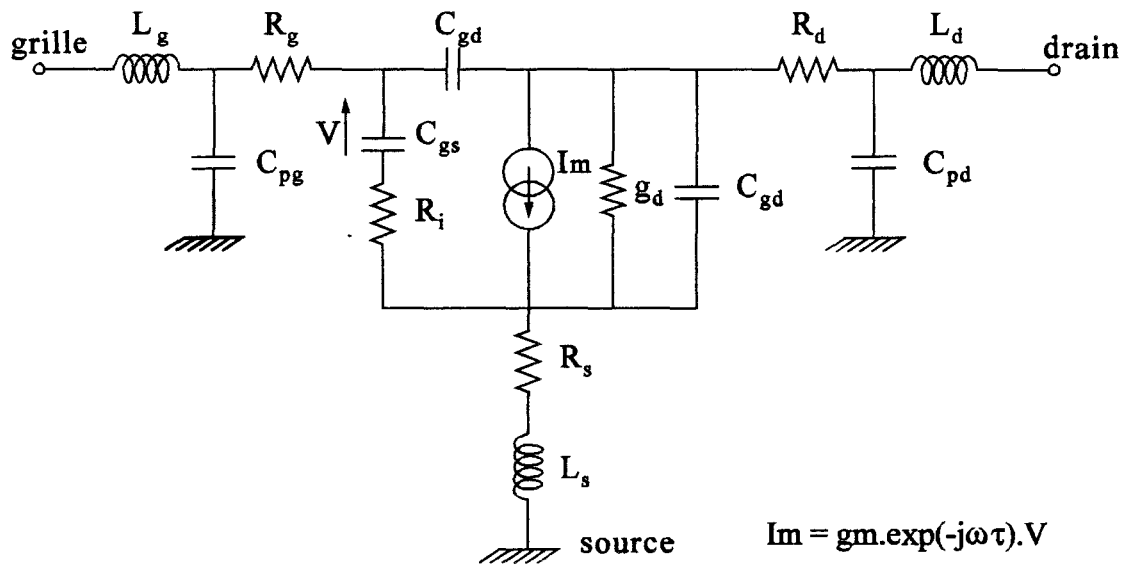 grille
L_g
R_g
C_gd
R_d
L_d
drain
V
C_gs
Im
C_pg
g_d
C_gd
C_pd
R_i
R_s
L_s
source
Im = gm.exp(-jωτ).V